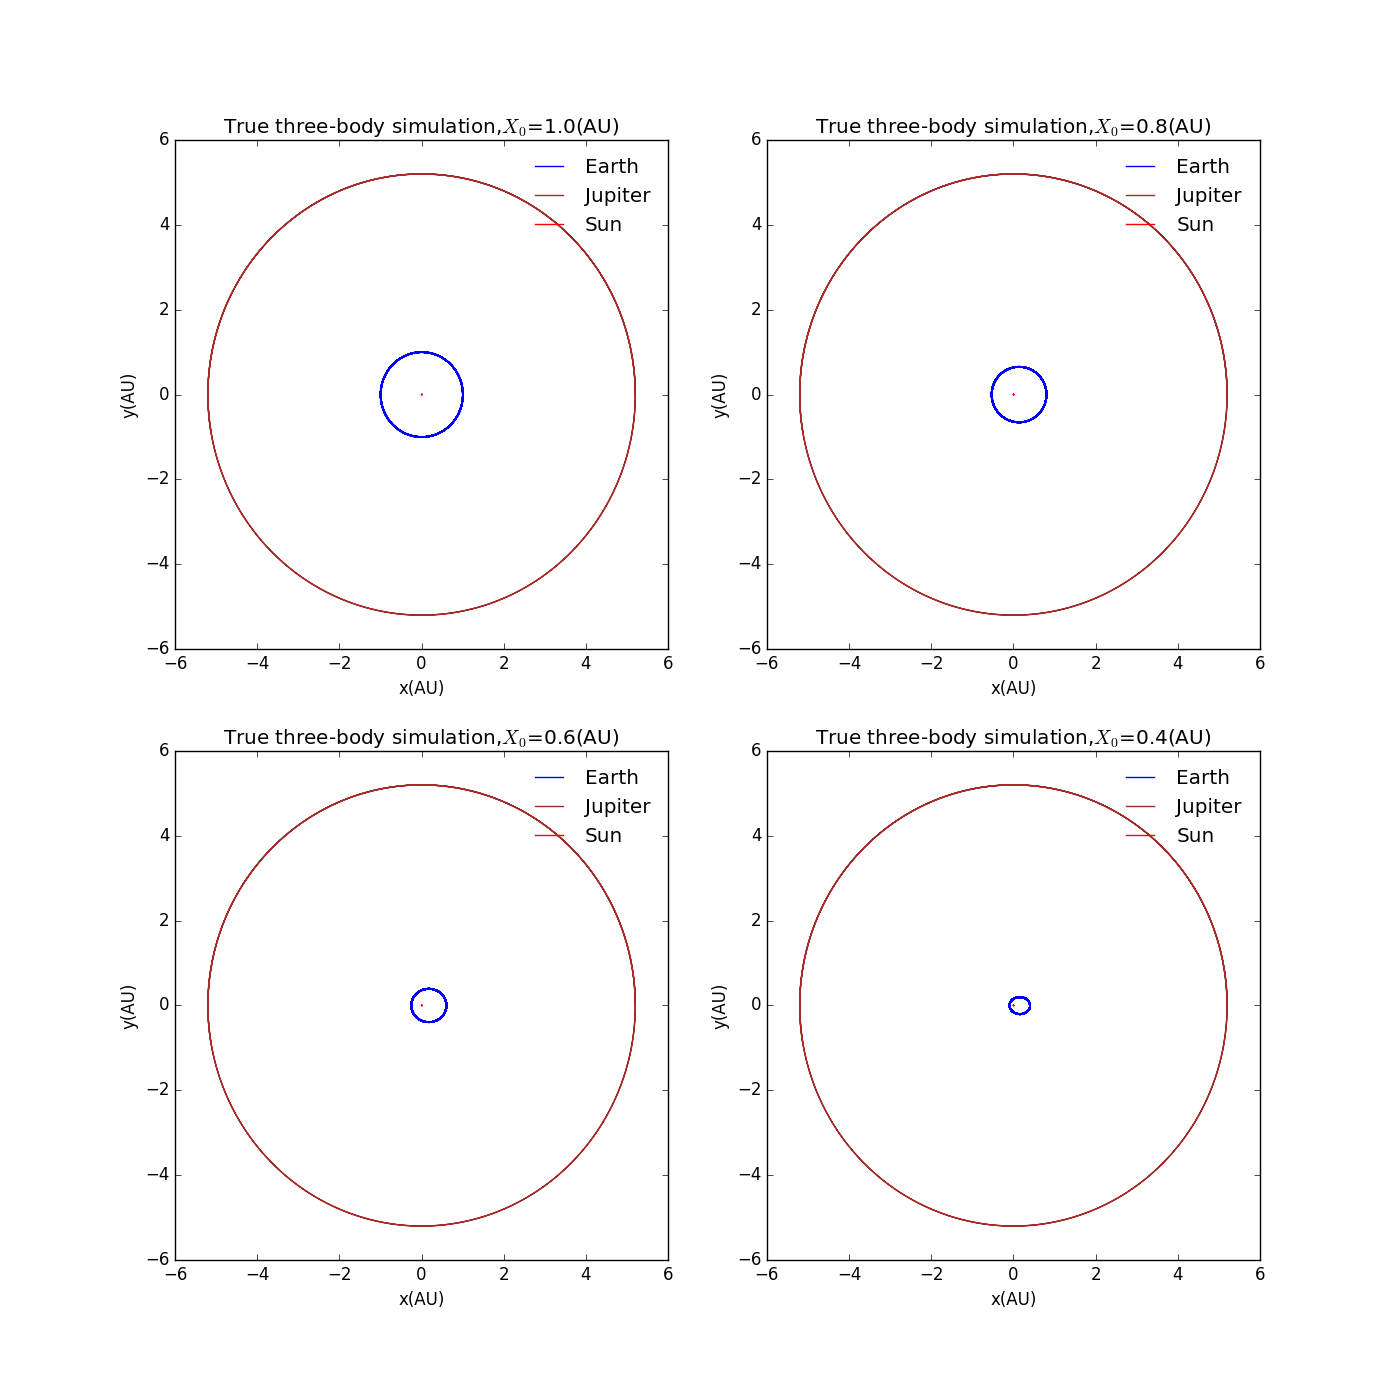 True three-body simulation,X₀=1.0(AU)
6
4
2
0
−2
−4
−6
y(AU)
Earth
Jupiter
Sun
−6 −4 −2 0 2 4 6
x(AU)
True three-body simulation,X₀=0.8(AU)
6
4
2
0
−2
−4
−6
y(AU)
Earth
Jupiter
Sun
−6 −4 −2 0 2 4 6
x(AU)
True three-body simulation,X₀=0.6(AU)
6
4
2
0
−2
−4
−6
y(AU)
Earth
Jupiter
Sun
−6 −4 −2 0 2 4 6
x(AU)
True three-body simulation,X₀=0.4(AU)
6
4
2
0
−2
−4
−6
y(AU)
Earth
Jupiter
Sun
−6 −4 −2 0 2 4 6
x(AU)